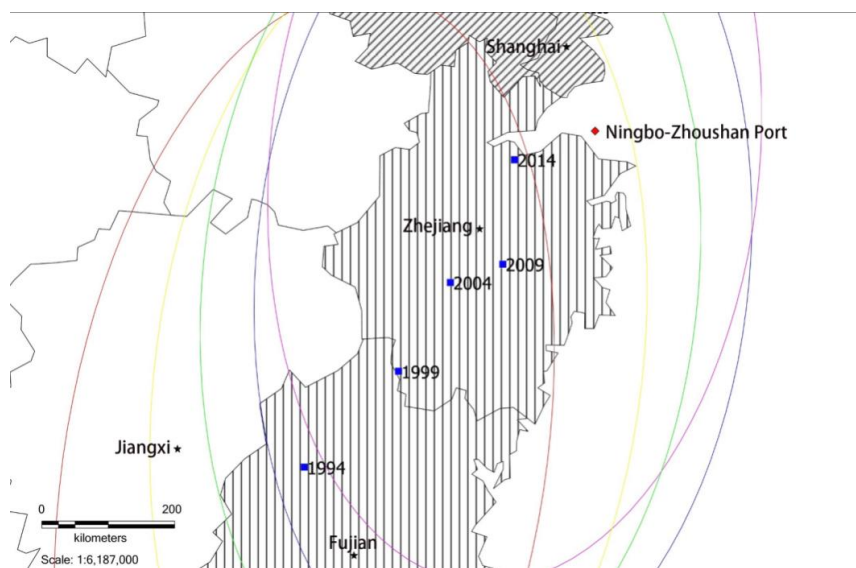 Shanghai
Ningbo-Zhoushan Port
2014
Zhejiang
2009
2004
1999
Jiangxi
1994
0 200
kilometers
Fujian
Scale: 1:6,187,000